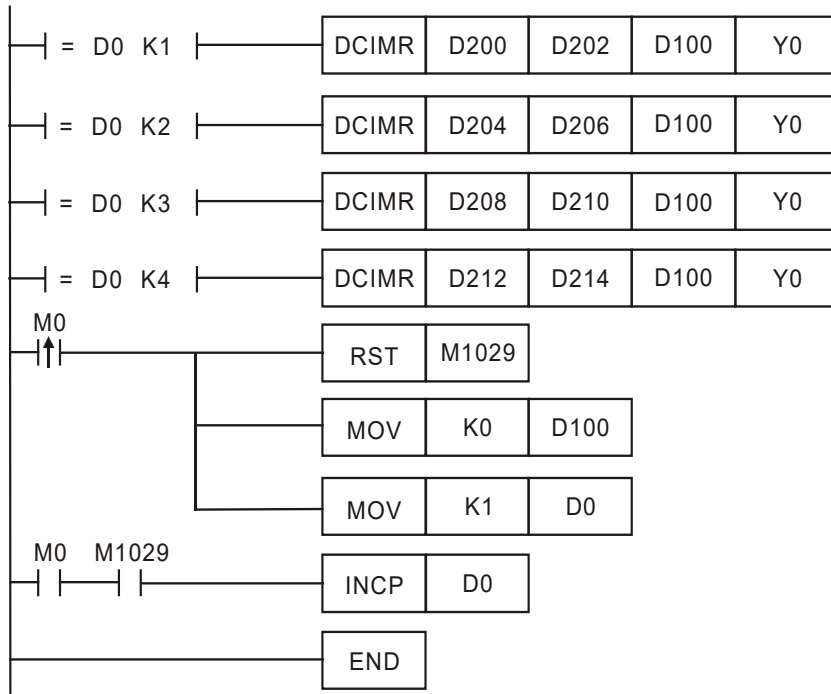 = D0 K1 DCIMR D200 D202 D100 Y0
= D0 K2 DCIMR D204 D206 D100 Y0
= D0 K3 DCIMR D208 D210 D100 Y0
= D0 K4 DCIMR D212 D214 D100 Y0
M0
RST M1029
MOV K0 D100
MOV K1 D0
M0 M1029
INCP D0
END